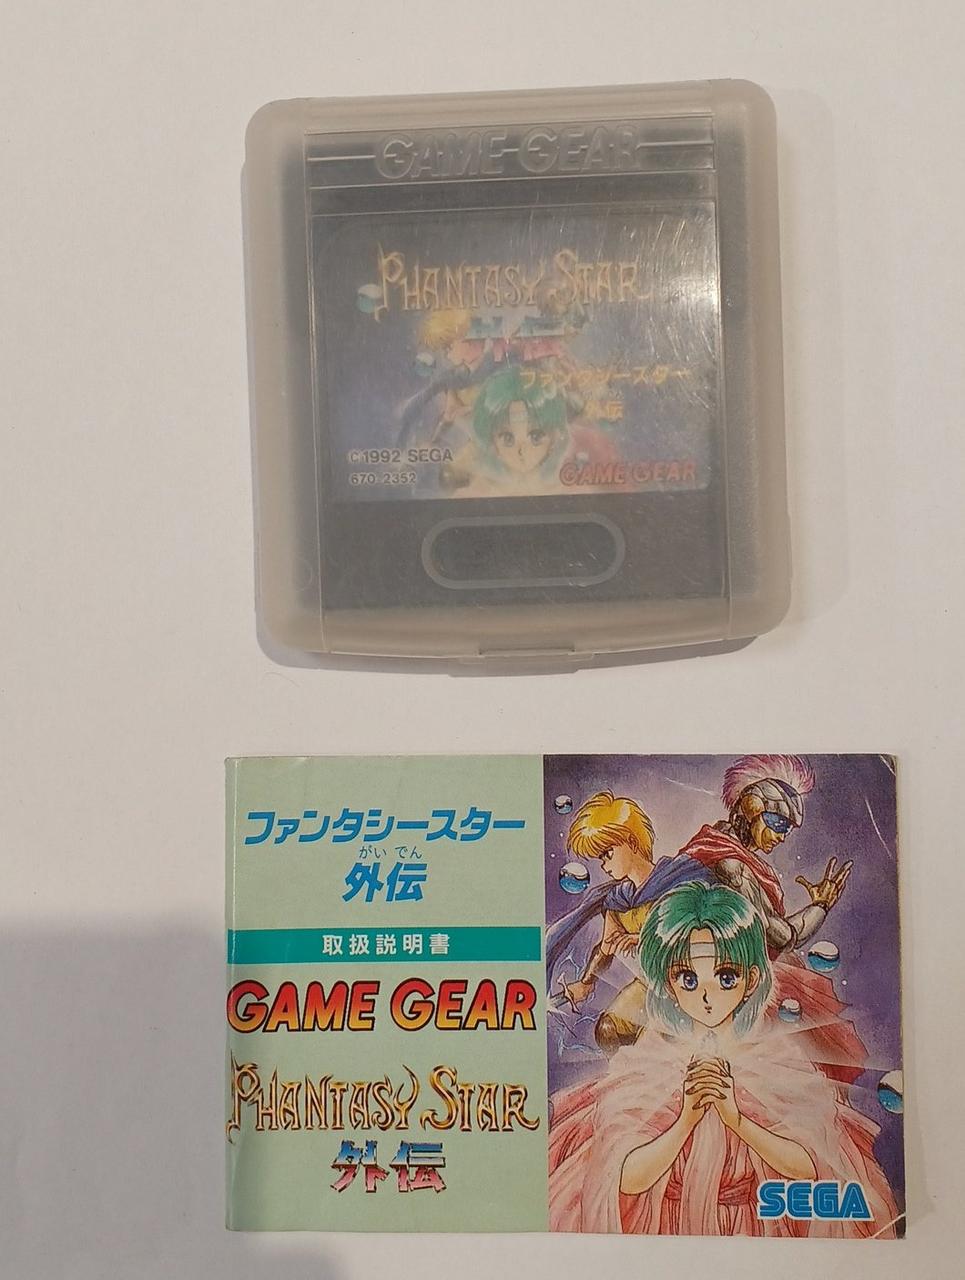 GAME GEAR
PHANTASY STAR
外伝
ファンタシースター
外伝
©1992 SEGA
670-2352
GAME GEAR
ファンタシースター
がいでん
外伝
取扱説明書
GAME GEAR
PHANTASY STAR
外伝
SEGA